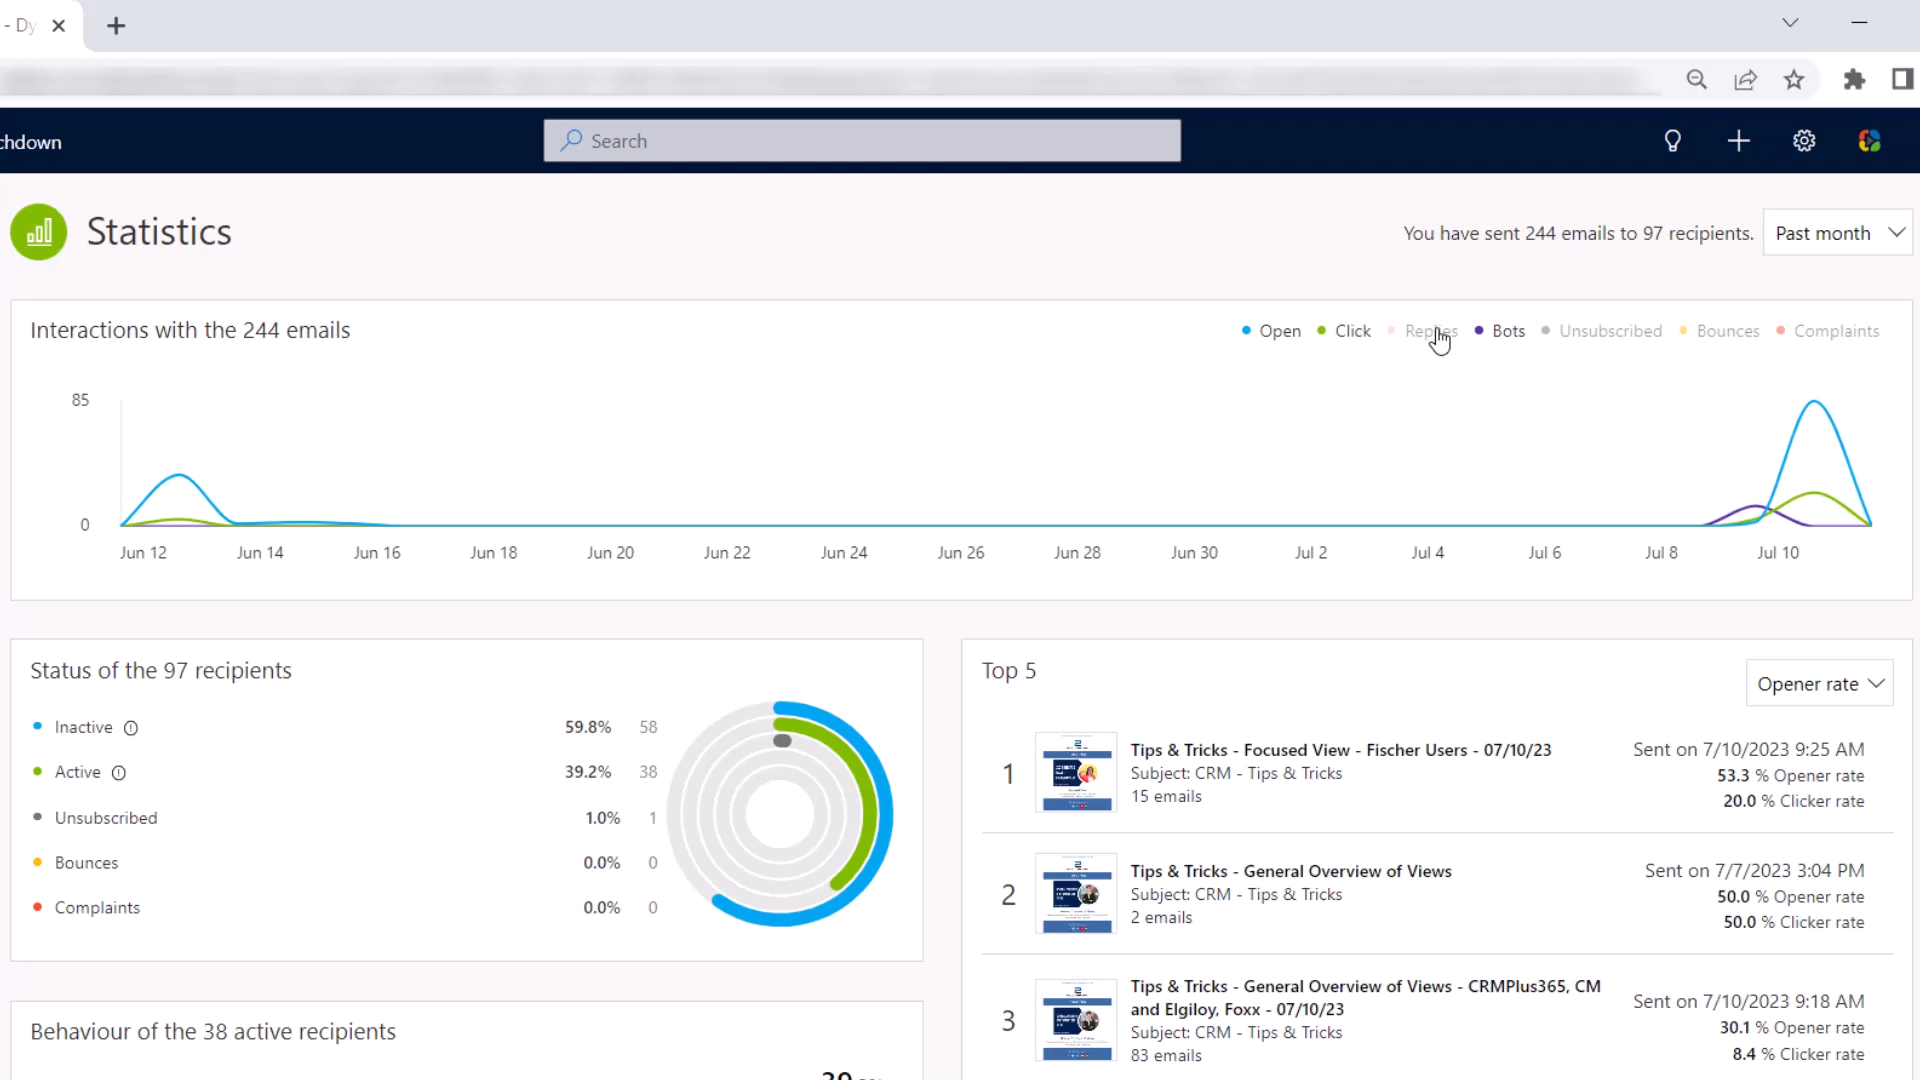 - Dy
chdown
Search
Statistics
You have sent 244 emails to 97 recipients.
Past month
Interactions with the 244 emails
Open
Click
Replies
Bots
Unsubscribed
Bounces
Complaints
85
0
Jun 12
Jun 14
Jun 16
Jun 18
Jun 20
Jun 22
Jun 24
Jun 26
Jun 28
Jun 30
Jul 2
Jul 4
Jul 6
Jul 8
Jul 10
Status of the 97 recipients
Inactive 59.8% 58
Active 39.2% 38
Unsubscribed 1.0% 1
Bounces 0.0% 0
Complaints 0.0% 0
Behaviour of the 38 active recipients
Top 5
Opener rate
1
Tips & Tricks - Focused View - Fischer Users - 07/10/23
Subject: CRM - Tips & Tricks
15 emails
Sent on 7/10/2023 9:25 AM
53.3 % Opener rate
20.0 % Clicker rate
2
Tips & Tricks - General Overview of Views
Subject: CRM - Tips & Tricks
2 emails
Sent on 7/7/2023 3:04 PM
50.0 % Opener rate
50.0 % Clicker rate
3
Tips & Tricks - General Overview of Views - CRMPlus365, CM
and Elgiloy, Foxx - 07/10/23
Subject: CRM - Tips & Tricks
83 emails
Sent on 7/10/2023 9:18 AM
30.1 % Opener rate
8.4 % Clicker rate